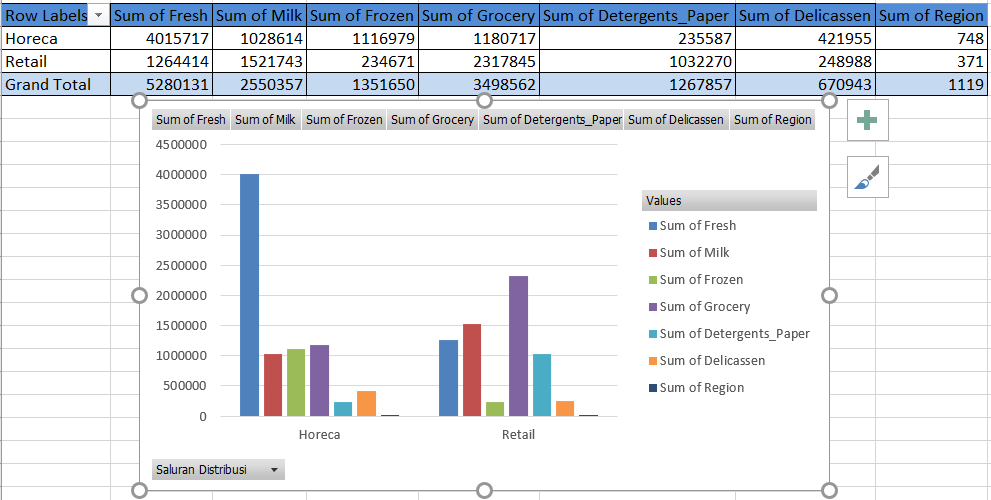 Row Labels Sum of Fresh Sum of Milk Sum of Frozen Sum of Grocery Sum of Detergents_Paper Sum of Delicassen Sum of Region
Horeca 4015717 1028614 1116979 1180717 235587 421955 748
Retail 1264414 1521743 234671 2317845 1032270 248988 371
Grand Total 5280131 2550357 1351650 3498562 1267857 670943 1119
Sum of Fresh Sum of Milk Sum of Frozen Sum of Grocery Sum of Detergents_Paper Sum of Delicassen Sum of Region
4500000
4000000
3500000
3000000
2500000
2000000
1500000
1000000
500000
0
Horeca Retail
Values
Sum of Fresh
Sum of Milk
Sum of Frozen
Sum of Grocery
Sum of Detergents_Paper
Sum of Delicassen
Sum of Region
Saluran Distribusi